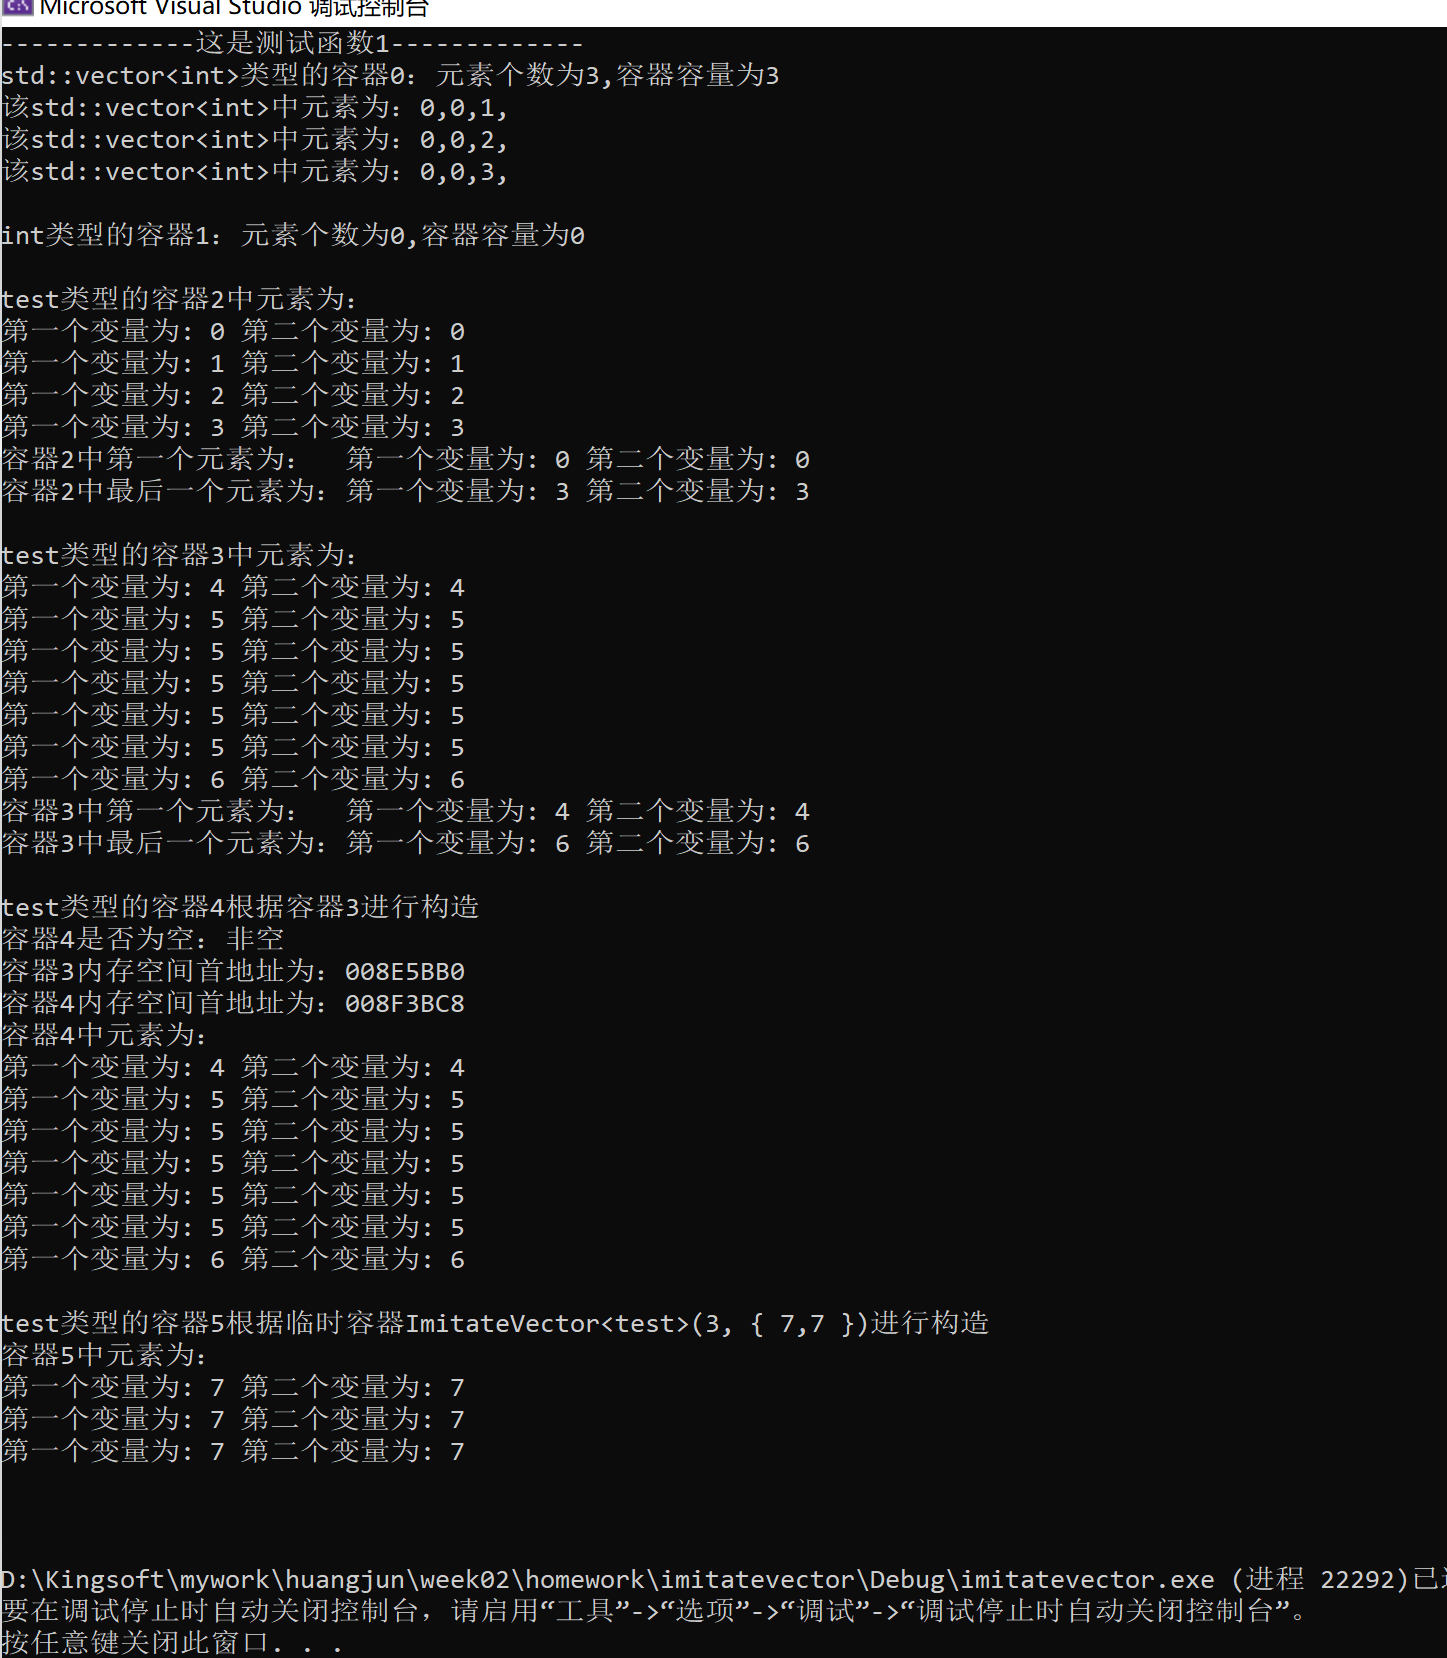 Microsoft Visual Studio 调试控制台
-------------这是测试函数1-------------
std::vector<int>类型的容器0: 元素个数为3,容器容量为3
该std::vector<int>中元素为: 0,0,1,
该std::vector<int>中元素为: 0,0,2,
该std::vector<int>中元素为: 0,0,3,
int类型的容器1: 元素个数为0,容器容量为0
test类型的容器2中元素为:
第一个变量为: 0 第二个变量为: 0
第一个变量为: 1 第二个变量为: 1
第一个变量为: 2 第二个变量为: 2
第一个变量为: 3 第二个变量为: 3
容器2中第一个元素为: 第一个变量为: 0 第二个变量为: 0
容器2中最后一个元素为: 第一个变量为: 3 第二个变量为: 3
test类型的容器3中元素为:
第一个变量为: 4 第二个变量为: 4
第一个变量为: 5 第二个变量为: 5
第一个变量为: 5 第二个变量为: 5
第一个变量为: 5 第二个变量为: 5
第一个变量为: 5 第二个变量为: 5
第一个变量为: 5 第二个变量为: 5
第一个变量为: 6 第二个变量为: 6
容器3中第一个元素为: 第一个变量为: 4 第二个变量为: 4
容器3中最后一个元素为: 第一个变量为: 6 第二个变量为: 6
test类型的容器4根据容器3进行构造
容器4是否为空: 非空
容器3内存空间首地址为: 008E5BB0
容器4内存空间首地址为: 008F3BC8
容器4中元素为:
第一个变量为: 4 第二个变量为: 4
第一个变量为: 5 第二个变量为: 5
第一个变量为: 5 第二个变量为: 5
第一个变量为: 5 第二个变量为: 5
第一个变量为: 5 第二个变量为: 5
第一个变量为: 5 第二个变量为: 5
第一个变量为: 6 第二个变量为: 6
test类型的容器5根据临时容器ImitateVector<test>(3, { 7,7 })进行构造
容器5中元素为:
第一个变量为: 7 第二个变量为: 7
第一个变量为: 7 第二个变量为: 7
第一个变量为: 7 第二个变量为: 7
D:\Kingsoft\mywork\huangjun\week02\homework\imitatevector\Debug\imitatevector.exe (进程 22292)已
要在调试停止时自动关闭控制台，请启用“工具”->“选项”->“调试”->“调试停止时自动关闭控制台”。
按任意键关闭此窗口. . .